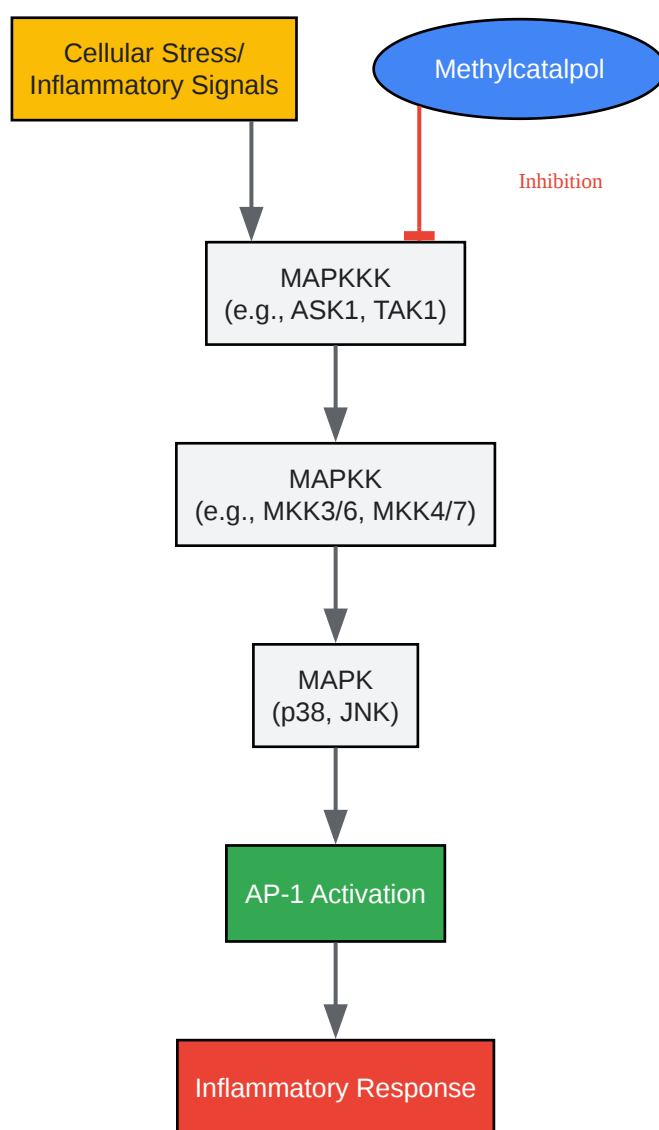 Cellular Stress/
Inflammatory Signals
Methylcatalpol
Inhibition
MAPKKK
(e.g., ASK1, TAK1)
MAPKK
(e.g., MKK3/6, MKK4/7)
MAPK
(p38, JNK)
AP-1 Activation
Inflammatory Response